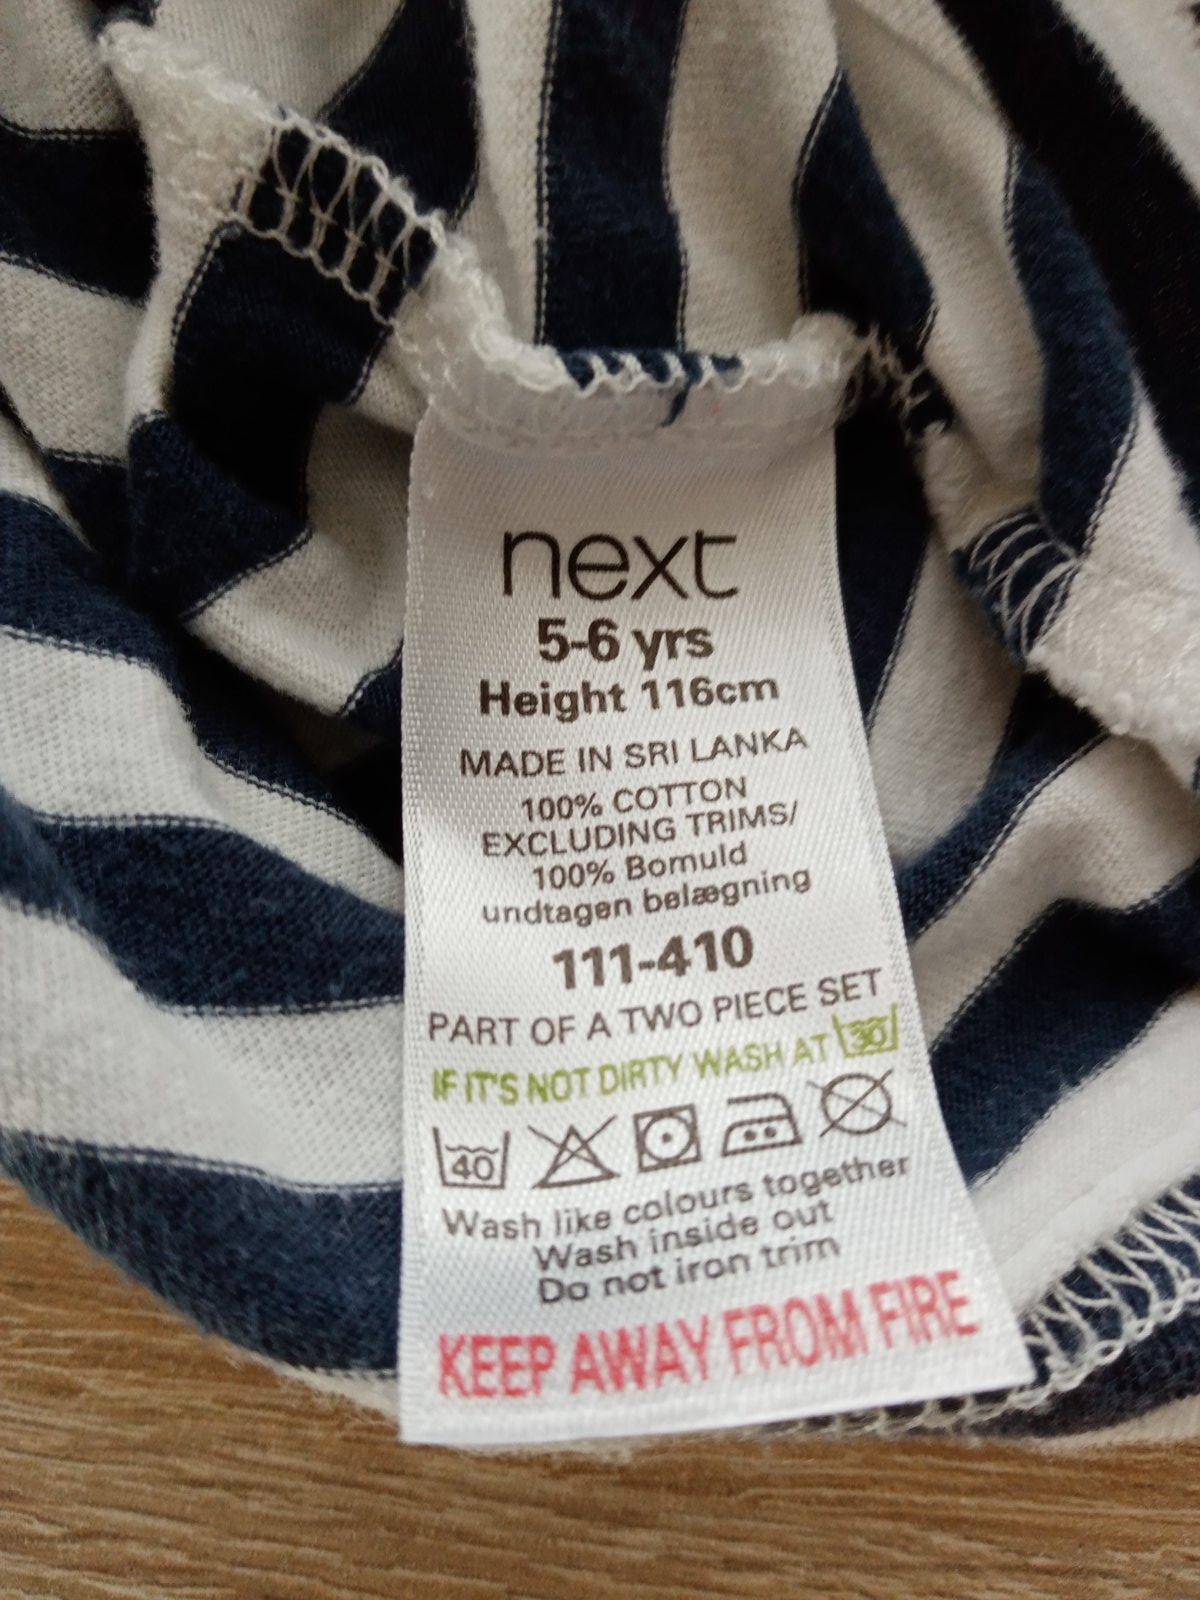 next
5-6 yrs
Height 116cm
MADE IN SRI LANKA
100% COTTON
EXCLUDING TRIMS/
100% Bomuld
undtagen belægning
111-410
PART OF A TWO PIECE SET
IF IT'S NOT DIRTY WASH AT 30
40
Wash like colours together
Wash inside out
Do not iron trim
KEEP AWAY FROM FIRE